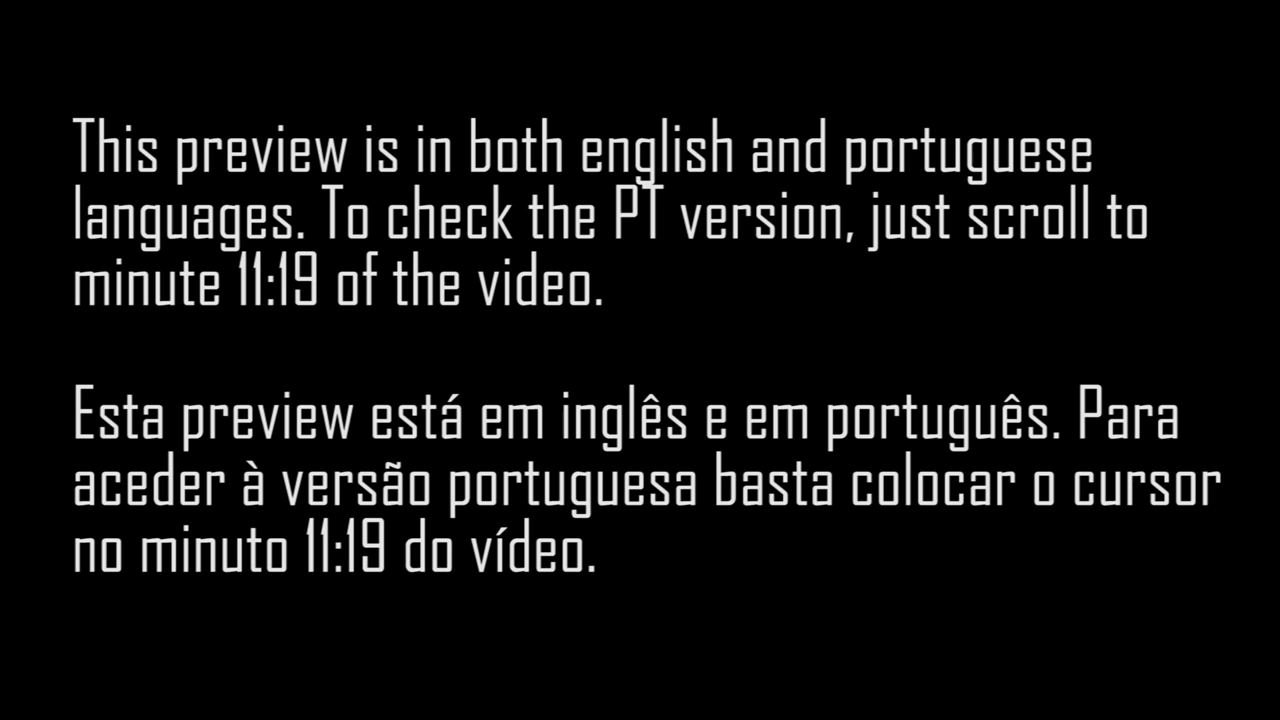 This preview is in both english and portuguese
languages. To check the PT version, just scroll to
minute 11:19 of the video.
Esta preview está em inglês e em português. Para
aceder à versão portuguesa basta colocar o cursor
no minuto 11:19 do vídeo.